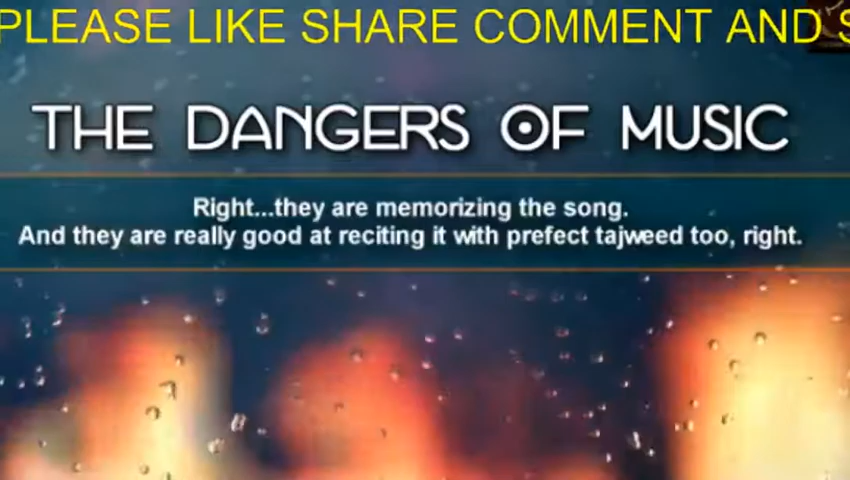 PLEASE LIKE SHARE COMMENT AND S
THE DANGERS OF MUSIC
Right...they are memorizing the song.
And they are really good at reciting it with prefect tajweed too, right.